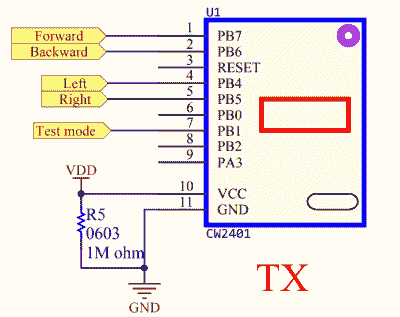 U1
Forward 1 PB7
Backward 2 PB6
3 RESET
Left 4 PB4
Right 5 PB5
6 PB0
Test mode 7 PB1
8 PB2
9 PA3
VDD
10 VCC
11 GND
R5
0603
1M ohm
CW2401
TX
GND